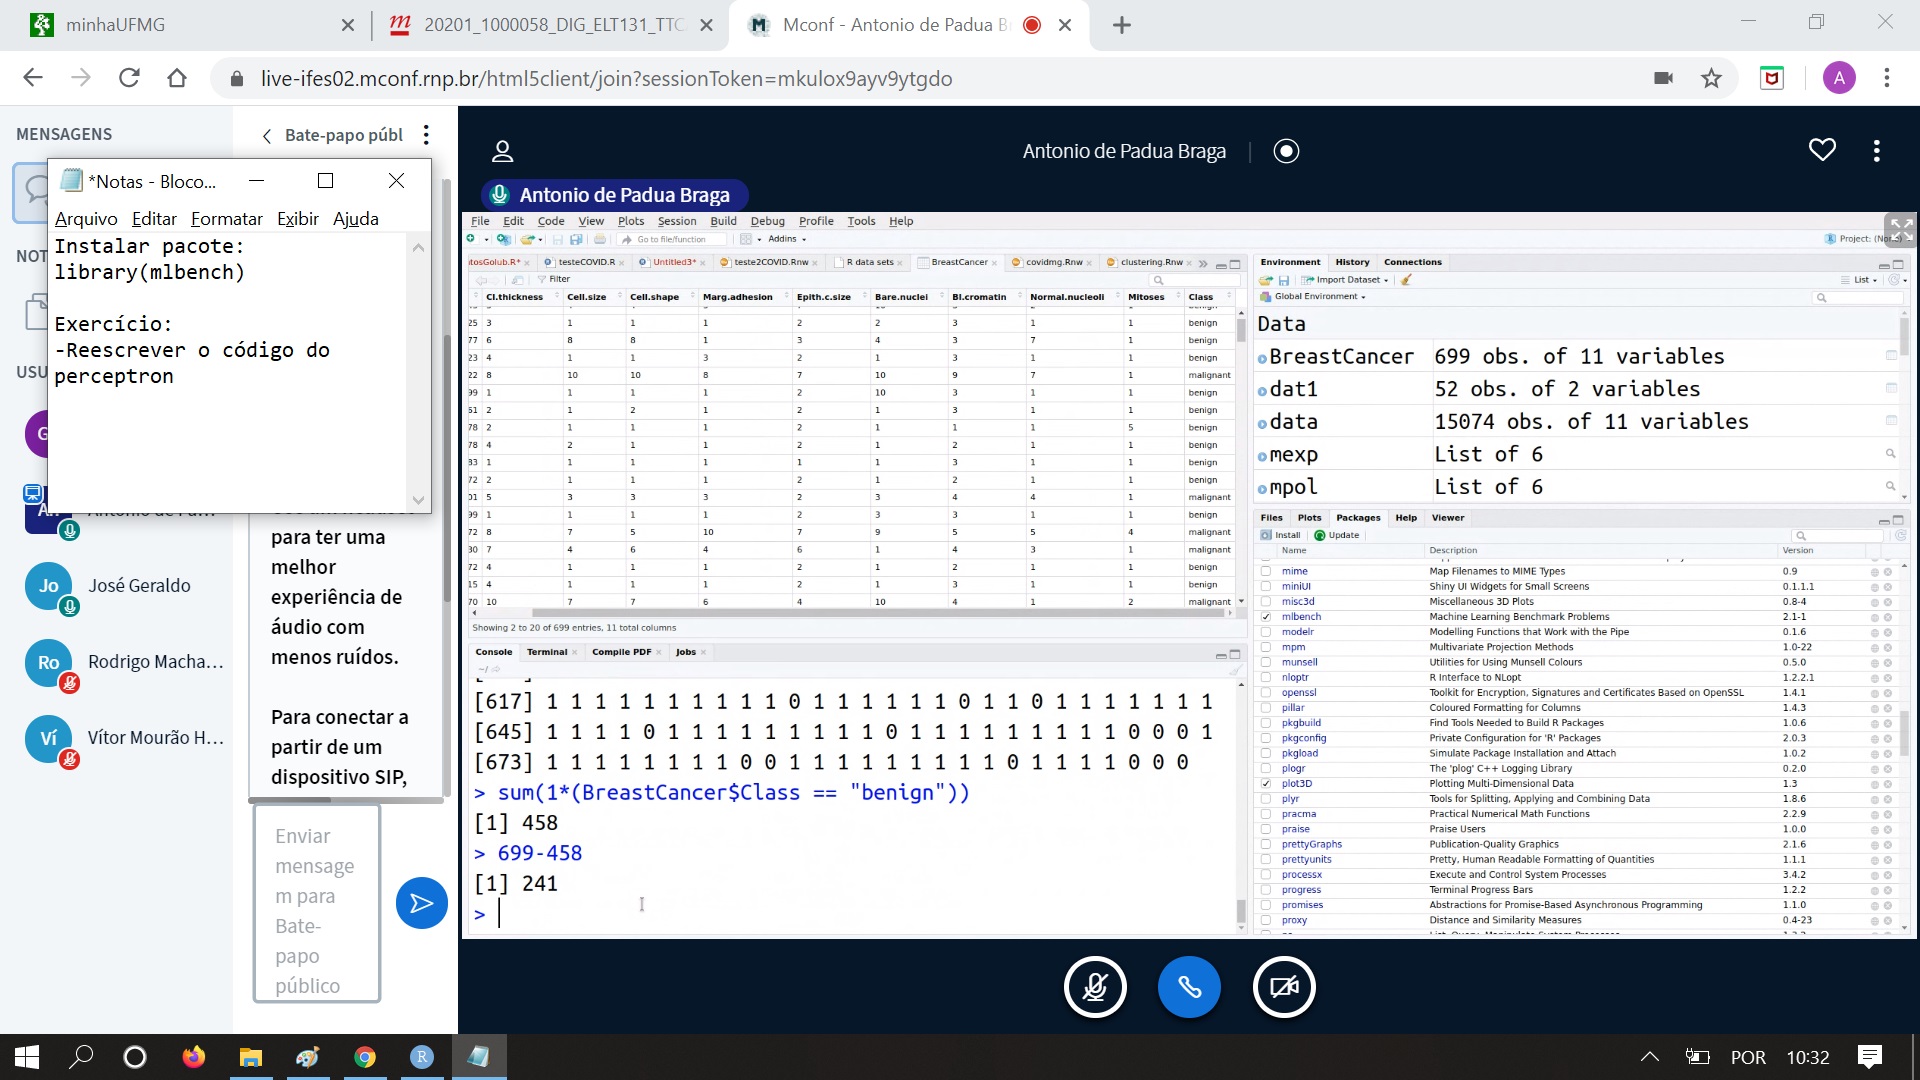 minhaUFMG
20201_1000058_DIG_ELT131_TTC
Mconf - Antonio de Padua B
live-ifes02.mconf.rnp.br/html5client/join?sessionToken=mkulox9ayv9ytgdo
A
MENSAGENS
Bate-papo públ
*Notas - Bloco...
Arquivo Editar Formatar Exibir Ajuda
Instalar pacote:
library(mlbench)
Exercício:
-Reescrever o código do
perceptron
NOT
USU
G
Jo
José Geraldo
Ro
Rodrigo Macha...
Ví
Vítor Mourão H...
para ter uma
melhor
experiência de
áudio com
menos ruídos.
Para conectar a
partir de um
dispositivo SIP,
Enviar
mensage
m para
Bate-
papo
público
Antonio de Padua Braga
Antonio de Padua Braga
File Edit Code View Plots Session Build Debug Profile Tools Help
Go to file/function Addins
Project: (No
tosGolub.R* testeCOVID.R Untitled3* teste2COVID.Rnw R data sets BreastCancer covidmg.Rnw clustering.Rnw
Filter
Cl.thickness Cell.size Cell.shape Marg.adhesion Epith.c.size Bare.nuclei Bl.cromatin Normal.nucleoli Mitoses Class
25 3 1 1 1 2 2 3 1 1 benign
77 6 8 8 1 3 4 3 7 1 benign
23 4 1 1 3 2 1 3 1 1 benign
22 8 10 10 8 7 10 9 7 1 malignant
99 1 1 1 1 2 10 3 1 1 benign
61 2 1 2 1 2 1 3 1 1 benign
78 2 1 1 1 2 1 1 1 5 benign
78 4 2 1 1 2 1 2 1 1 benign
33 1 1 1 1 1 1 3 1 1 benign
72 2 1 1 1 2 1 2 1 1 benign
01 5 3 3 3 2 3 4 4 1 malignant
99 1 1 1 1 2 3 3 1 1 benign
72 8 7 5 10 7 9 5 5 4 malignant
30 7 4 6 4 6 1 4 3 1 malignant
72 4 1 1 1 2 1 2 1 1 benign
15 4 1 1 1 2 1 3 1 1 benign
70 10 7 7 6 4 10 4 1 2 malignant
Showing 2 to 20 of 699 entries, 11 total columns
Console Terminal Compile PDF Jobs
~/
[617] 1 1 1 1 1 1 1 1 1 1 0 1 1 1 1 1 1 0 1 1 0 1 1 1 1 1 1 1
[645] 1 1 1 1 0 1 1 1 1 1 1 1 1 1 0 1 1 1 1 1 1 1 1 1 0 0 0 1
[673] 1 1 1 1 1 1 1 1 0 0 1 1 1 1 1 1 1 1 1 0 1 1 1 1 0 0 0
> sum(1*(BreastCancer$Class == "benign"))
[1] 458
> 699-458
[1] 241
>
Environment History Connections
Import Dataset List
Global Environment
Data
BreastCancer 699 obs. of 11 variables
dat1 52 obs. of 2 variables
data 15074 obs. of 11 variables
mexp List of 6
mpol List of 6
Files Plots Packages Help Viewer
Install Update
Name Description Version
mime Map Filenames to MIME Types 0.9
miniUI Shiny UI Widgets for Small Screens 0.1.1.1
misc3d Miscellaneous 3D Plots 0.8-4
mlbench Machine Learning Benchmark Problems 2.1-1
modelr Modelling Functions that Work with the Pipe 0.1.6
mpm Multivariate Projection Methods 1.0-22
munsell Utilities for Using Munsell Colours 0.5.0
nloptr R Interface to NLopt 1.2.2.1
openssl Toolkit for Encryption, Signatures and Certificates Based on OpenSSL 1.4.1
pillar Coloured Formatting for Columns 1.4.3
pkgbuild Find Tools Needed to Build R Packages 1.0.6
pkgconfig Private Configuration for 'R' Packages 2.0.3
pkgload Simulate Package Installation and Attach 1.0.2
plogr The 'plog' C++ Logging Library 0.2.0
plot3D Plotting Multi-Dimensional Data 1.3
plyr Tools for Splitting, Applying and Combining Data 1.8.6
pracma Practical Numerical Math Functions 2.2.9
praise Praise Users 1.0.0
prettyGraphs Publication-Quality Graphics 2.1.6
prettyunits Pretty, Human Readable Formatting of Quantities 1.1.1
processx Execute and Control System Processes 3.4.2
progress Terminal Progress Bars 1.2.2
promises Abstractions for Promise-Based Asynchronous Programming 1.1.0
proxy Distance and Similarity Measures 0.4-23
POR 10:32